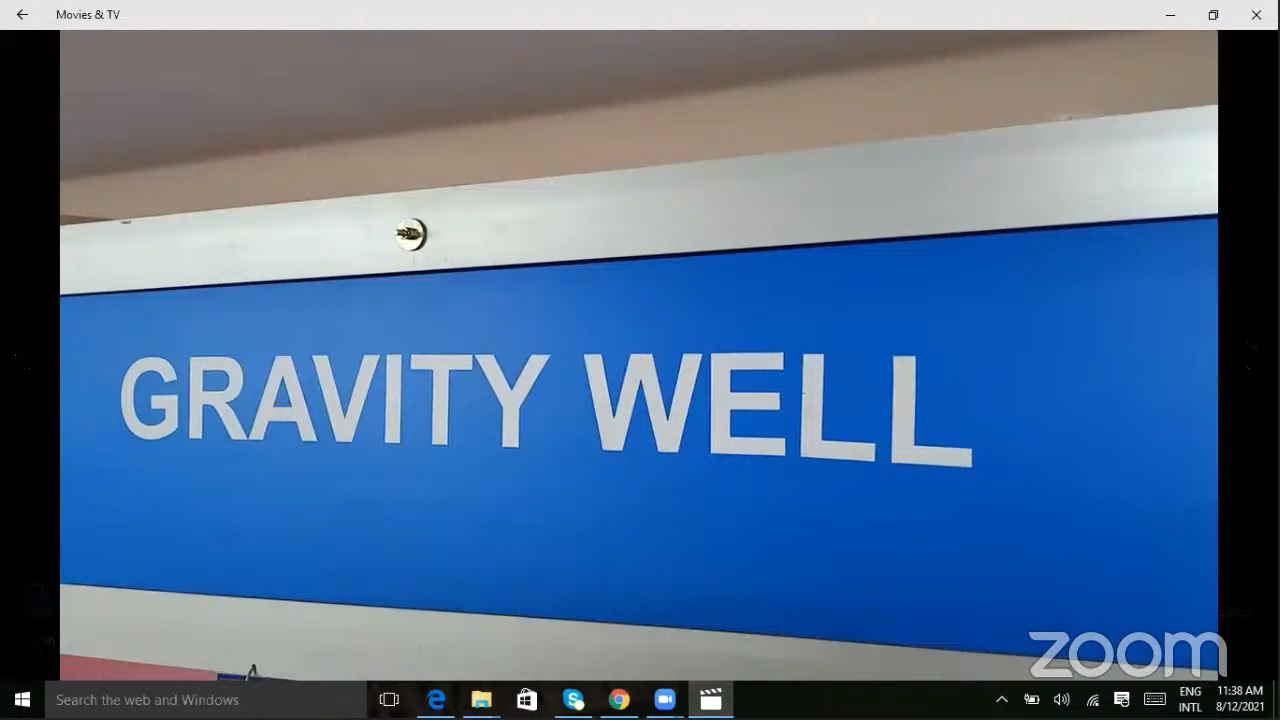 Movies & TV
GRAVITY WELL
zoom
Search the web and Windows
ENG
INTL
11:38 AM
8/12/2021